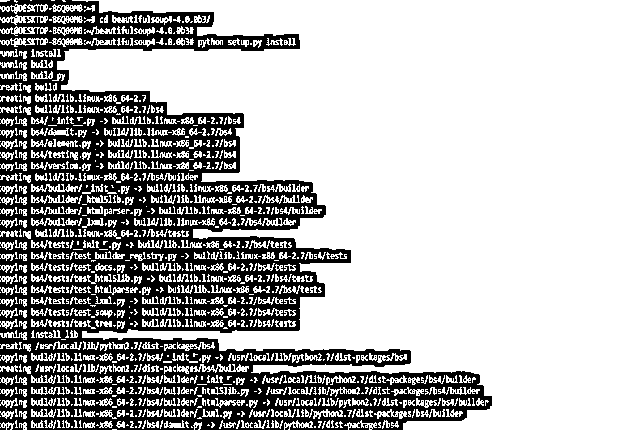 root@DESKTOP-86Q00M8:~#
root@DESKTOP-86Q00M8:~# cd beautifulsoup4-4.0.0b3/
root@DESKTOP-86Q00M8:~/beautifulsoup4-4.0.0b3#
root@DESKTOP-86Q00M8:~/beautifulsoup4-4.0.0b3# python setup.py install
running install
running build
running build_py
creating build
creating build/lib.linux-x86_64-2.7
creating build/lib.linux-x86_64-2.7/bs4
copying bs4/__init__.py -> build/lib.linux-x86_64-2.7/bs4
copying bs4/dammit.py -> build/lib.linux-x86_64-2.7/bs4
copying bs4/element.py -> build/lib.linux-x86_64-2.7/bs4
copying bs4/testing.py -> build/lib.linux-x86_64-2.7/bs4
copying bs4/version.py -> build/lib.linux-x86_64-2.7/bs4
creating build/lib.linux-x86_64-2.7/bs4/builder
copying bs4/builder/__init__.py -> build/lib.linux-x86_64-2.7/bs4/builder
copying bs4/builder/_html5lib.py -> build/lib.linux-x86_64-2.7/bs4/builder
copying bs4/builder/_htmlparser.py -> build/lib.linux-x86_64-2.7/bs4/builder
copying bs4/builder/_lxml.py -> build/lib.linux-x86_64-2.7/bs4/builder
creating build/lib.linux-x86_64-2.7/bs4/tests
copying bs4/tests/__init__.py -> build/lib.linux-x86_64-2.7/bs4/tests
copying bs4/tests/test_builder_registry.py -> build/lib.linux-x86_64-2.7/bs4/tests
copying bs4/tests/test_docs.py -> build/lib.linux-x86_64-2.7/bs4/tests
copying bs4/tests/test_html5lib.py -> build/lib.linux-x86_64-2.7/bs4/tests
copying bs4/tests/test_htmlparser.py -> build/lib.linux-x86_64-2.7/bs4/tests
copying bs4/tests/test_lxml.py -> build/lib.linux-x86_64-2.7/bs4/tests
copying bs4/tests/test_soup.py -> build/lib.linux-x86_64-2.7/bs4/tests
copying bs4/tests/test_tree.py -> build/lib.linux-x86_64-2.7/bs4/tests
running install_lib
creating /usr/local/lib/python2.7/dist-packages/bs4
copying build/lib.linux-x86_64-2.7/bs4/__init__.py -> /usr/local/lib/python2.7/dist-packages/bs4
creating /usr/local/lib/python2.7/dist-packages/bs4/builder
copying build/lib.linux-x86_64-2.7/bs4/builder/__init__.py -> /usr/local/lib/python2.7/dist-packages/bs4/builder
copying build/lib.linux-x86_64-2.7/bs4/builder/_html5lib.py -> /usr/local/lib/python2.7/dist-packages/bs4/builder
copying build/lib.linux-x86_64-2.7/bs4/builder/_htmlparser.py -> /usr/local/lib/python2.7/dist-packages/bs4/builder
copying build/lib.linux-x86_64-2.7/bs4/builder/_lxml.py -> /usr/local/lib/python2.7/dist-packages/bs4/builder
copying build/lib.linux-x86_64-2.7/bs4/dammit.py -> /usr/local/lib/python2.7/dist-packages/bs4